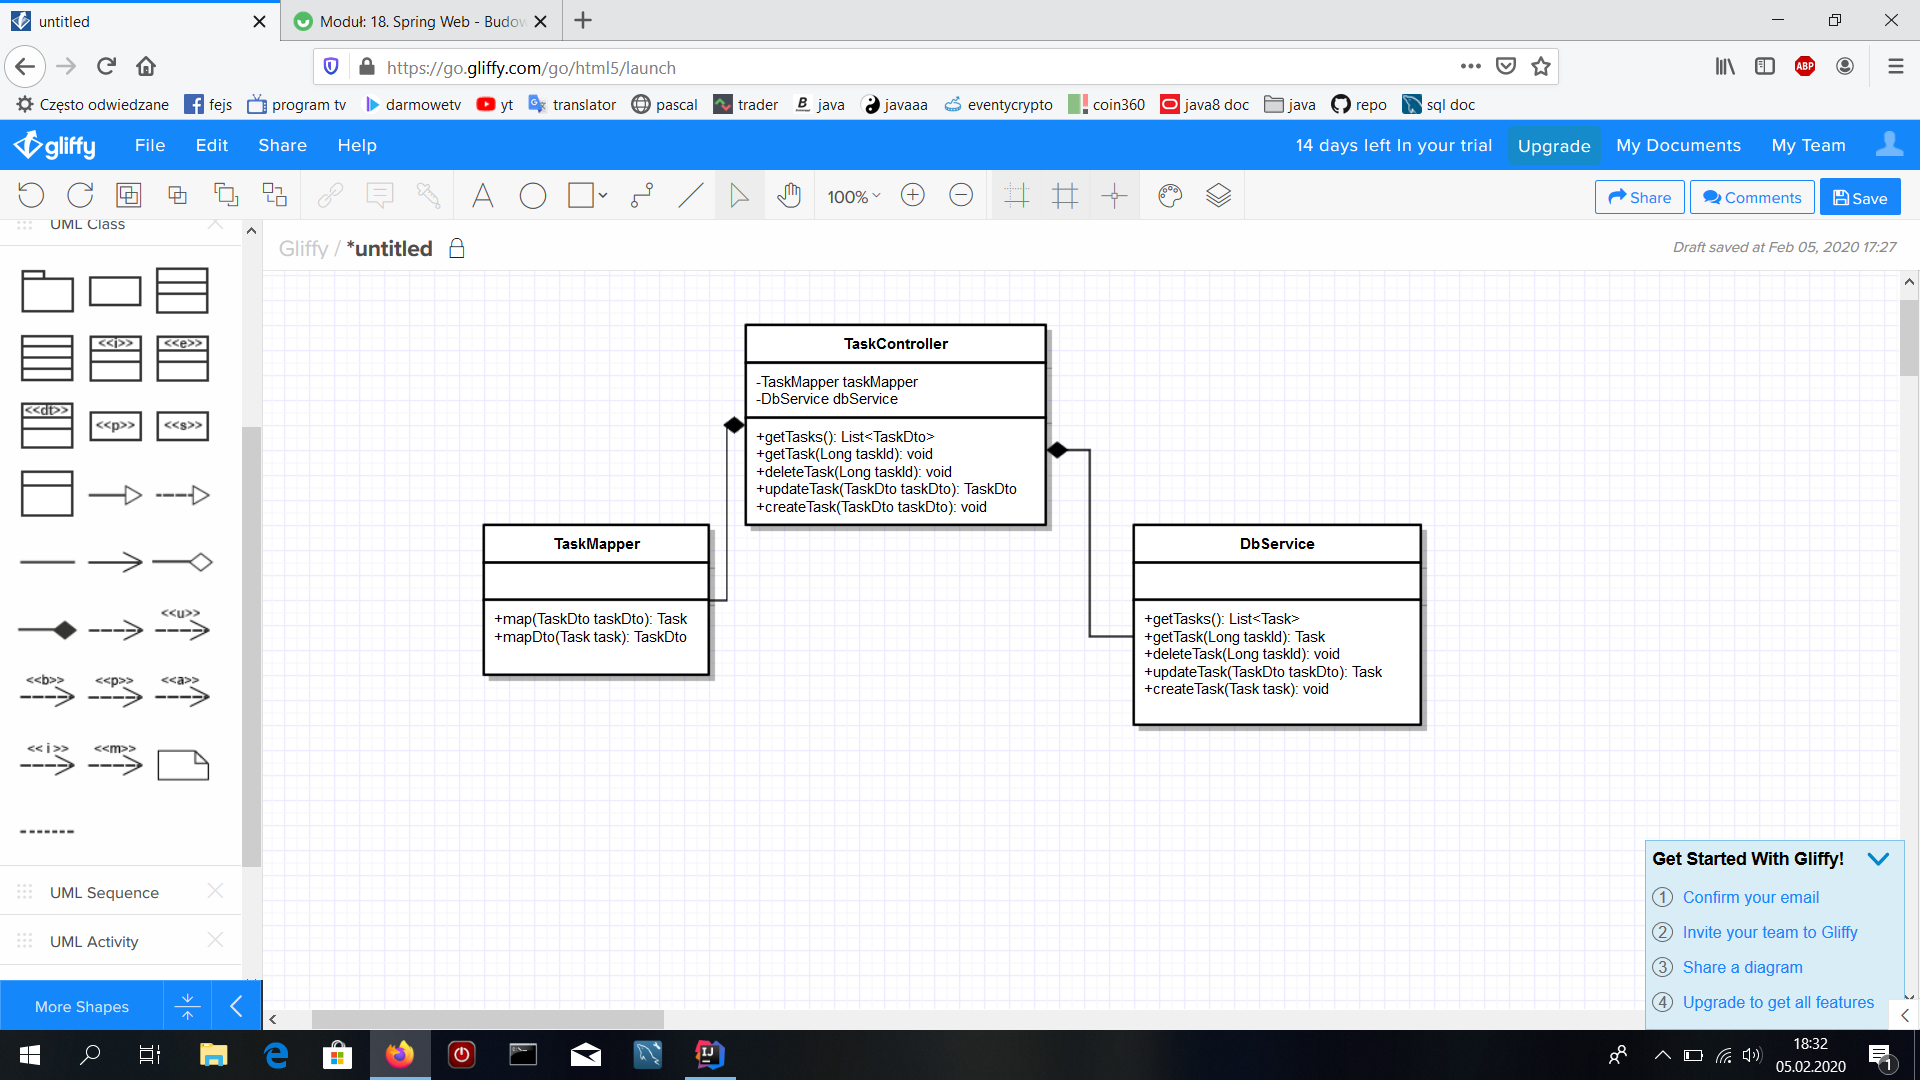 untitled
Moduł: 18. Spring Web - Budow
https://go.gliffy.com/go/html5/launch
ABP
Często odwiedzane
fejs
program tv
darmowetv
yt
translator
pascal
trader
java
javaaa
eventycrypto
coin360
java8 doc
java
repo
sql doc
gliffy
File
Edit
Share
Help
14 days left In your trial
Upgrade
My Documents
My Team
100%
Share
Comments
Save
UML Class
Gliffy / *untitled
Draft saved at Feb 05, 2020 17:27
<<i>>
<<e>>
<<dt>>
<<p>>
<<s>>
<<u>>
<<b>>
<<p>>
<<a>>
<< i >>
<<m>>
UML Sequence
UML Activity
More Shapes
TaskController
-TaskMapper taskMapper
-DbService dbService
+getTasks(): List<TaskDto>
+getTask(Long taskId): void
+deleteTask(Long taskId): void
+updateTask(TaskDto taskDto): TaskDto
+createTask(TaskDto taskDto): void
TaskMapper
+map(TaskDto taskDto): Task
+mapDto(Task task): TaskDto
DbService
+getTasks(): List<Task>
+getTask(Long taskId): Task
+deleteTask(Long taskId): void
+updateTask(TaskDto taskDto): Task
+createTask(Task task): void
Get Started With Gliffy!
1 Confirm your email
2 Invite your team to Gliffy
3 Share a diagram
4 Upgrade to get all features
18:32
05.02.2020
1